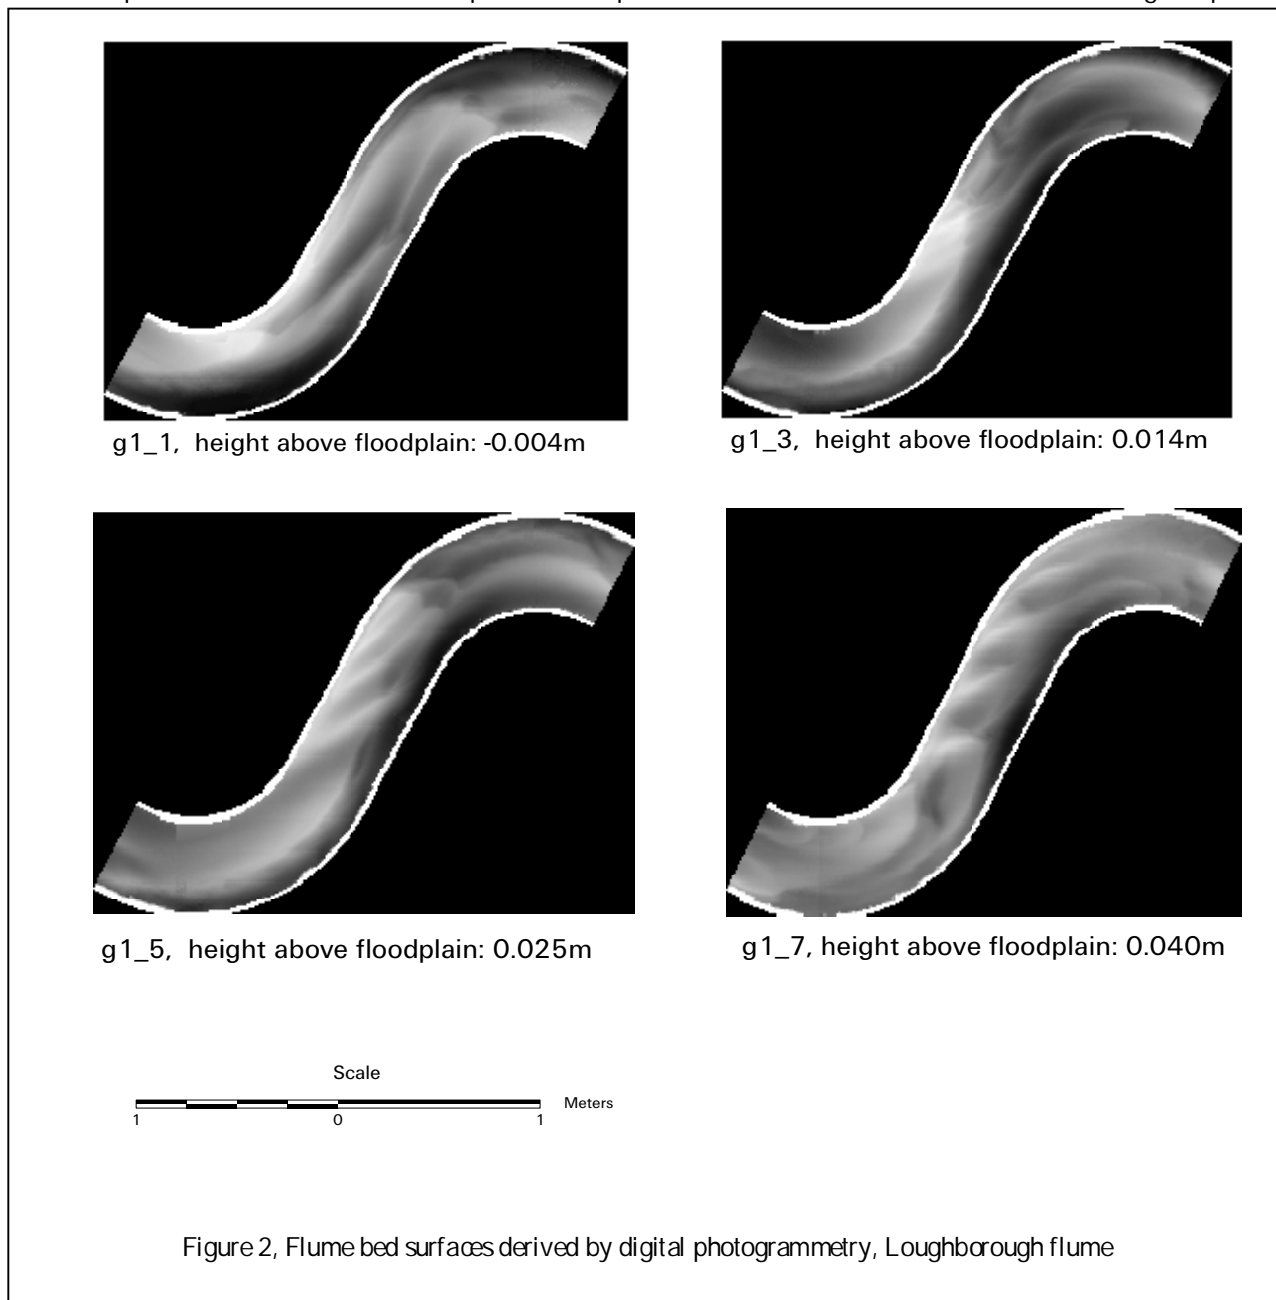 g1_1, height above floodplain: -0.004m
g1_3, height above floodplain: 0.014m
g1_5, height above floodplain: 0.025m
g1_7, height above floodplain: 0.040m
Scale
Meters
1 0 1
Figure 2, Flume bed surfaces derived by digital photogrammetry, Loughborough flume